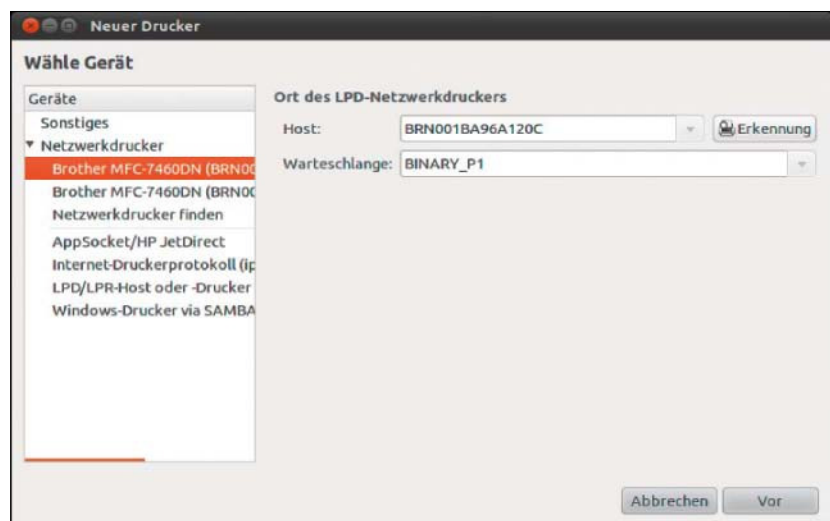 Neuer Drucker
Wähle Gerät
Geräte
Sonstiges
Netzwerkdrucker
Brother MFC-7460DN (BRN00
Brother MFC-7460DN (BRN00
Netzwerkdrucker finden
AppSocket/HP JetDirect
Internet-Druckerprotokoll (ip
LPD/LPR-Host oder -Drucker
Windows-Drucker via SAMBA
Ort des LPD-Netzwerkdruckers
Host: BRN001BA96A120C Erkennung
Warteschlange: BINARY_P1
Abbrechen Vor